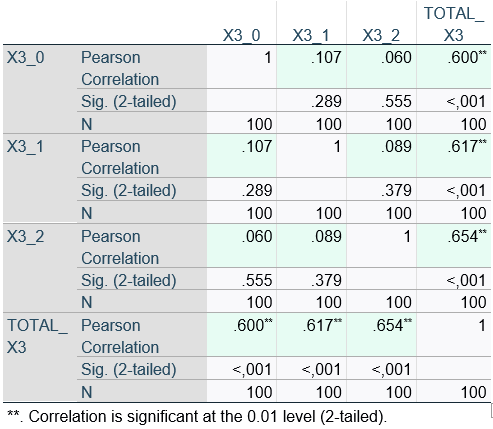 TOTAL_
X3_0 X3_1 X3_2 X3
X3_0 Pearson 1 .107 .060 .600**
Correlation
Sig. (2-tailed) .289 .555 <,001
N 100 100 100 100
X3_1 Pearson .107 1 .089 .617**
Correlation
Sig. (2-tailed) .289 .379 <,001
N 100 100 100 100
X3_2 Pearson .060 .089 1 .654**
Correlation
Sig. (2-tailed) .555 .379 <,001
N 100 100 100 100
TOTAL_ Pearson .600** .617** .654** 1
X3 Correlation
Sig. (2-tailed) <,001 <,001 <,001
N 100 100 100 100
**. Correlation is significant at the 0.01 level (2-tailed).